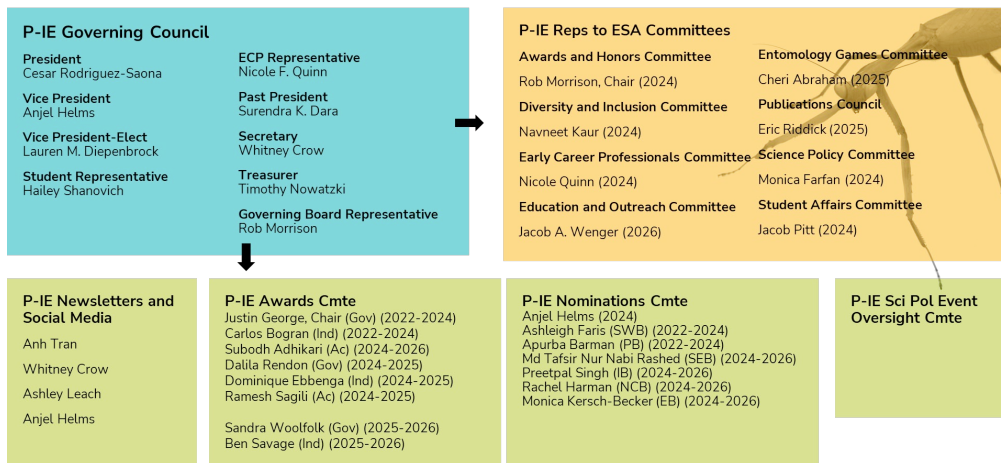 P-IE Governing Council
President
Cesar Rodriguez-Saona
Vice President
Anjel Helms
Vice President-Elect
Lauren M. Diepenbrock
Student Representative
Hailey Shanovich
ECP Representative
Nicole F. Quinn
Past President
Surendra K. Dara
Secretary
Whitney Crow
Treasurer
Timothy Nowatzki
Governing Board Representative
Rob Morrison
P-IE Reps to ESA Committees
Awards and Honors Committee
Rob Morrison, Chair (2024)
Diversity and Inclusion Committee
Navneet Kaur (2024)
Early Career Professionals Committee
Nicole Quinn (2024)
Education and Outreach Committee
Jacob A. Wenger (2026)
Entomology Games Committee
Cheri Abraham (2025)
Publications Council
Eric Riddick (2025)
Science Policy Committee
Monica Farfan (2024)
Student Affairs Committee
Jacob Pitt (2024)
P-IE Newsletters and
Social Media
Anh Tran
Whitney Crow
Ashley Leach
Anjel Helms
P-IE Awards Cmte
Justin George, Chair (Gov) (2022-2024)
Carlos Bogran (Ind) (2022-2024)
Subodh Adhikari (Ac) (2024-2026)
Dalila Rendon (Gov) (2024-2025)
Dominique Ebbenga (Ind) (2024-2025)
Ramesh Sagili (Ac) (2024-2025)
Sandra Woolfolk (Gov) (2025-2026)
Ben Savage (Ind) (2025-2026)
P-IE Nominations Cmte
Anjel Helms (2024)
Ashleigh Faris (SWB) (2022-2024)
Apurba Barman (PB) (2022-2024)
Md Tafsir Nur Nabi Rashed (SEB) (2024-2026)
Preetpal Singh (IB) (2024-2026)
Rachel Harman (NCB) (2024-2026)
Monica Kersch-Becker (EB) (2024-2026)
P-IE Sci Pol Event
Oversight Cmte